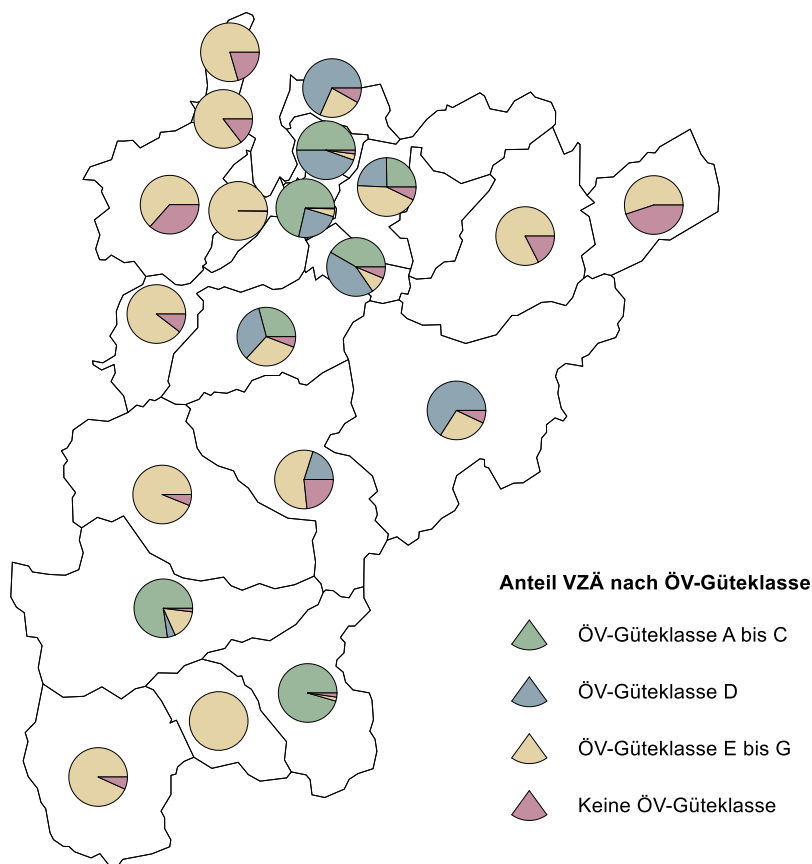 Anteil VZÄ nach ÖV-Güteklasse
ÖV-Güteklasse A bis C
ÖV-Güteklasse D
ÖV-Güteklasse E bis G
Keine ÖV-Güteklasse